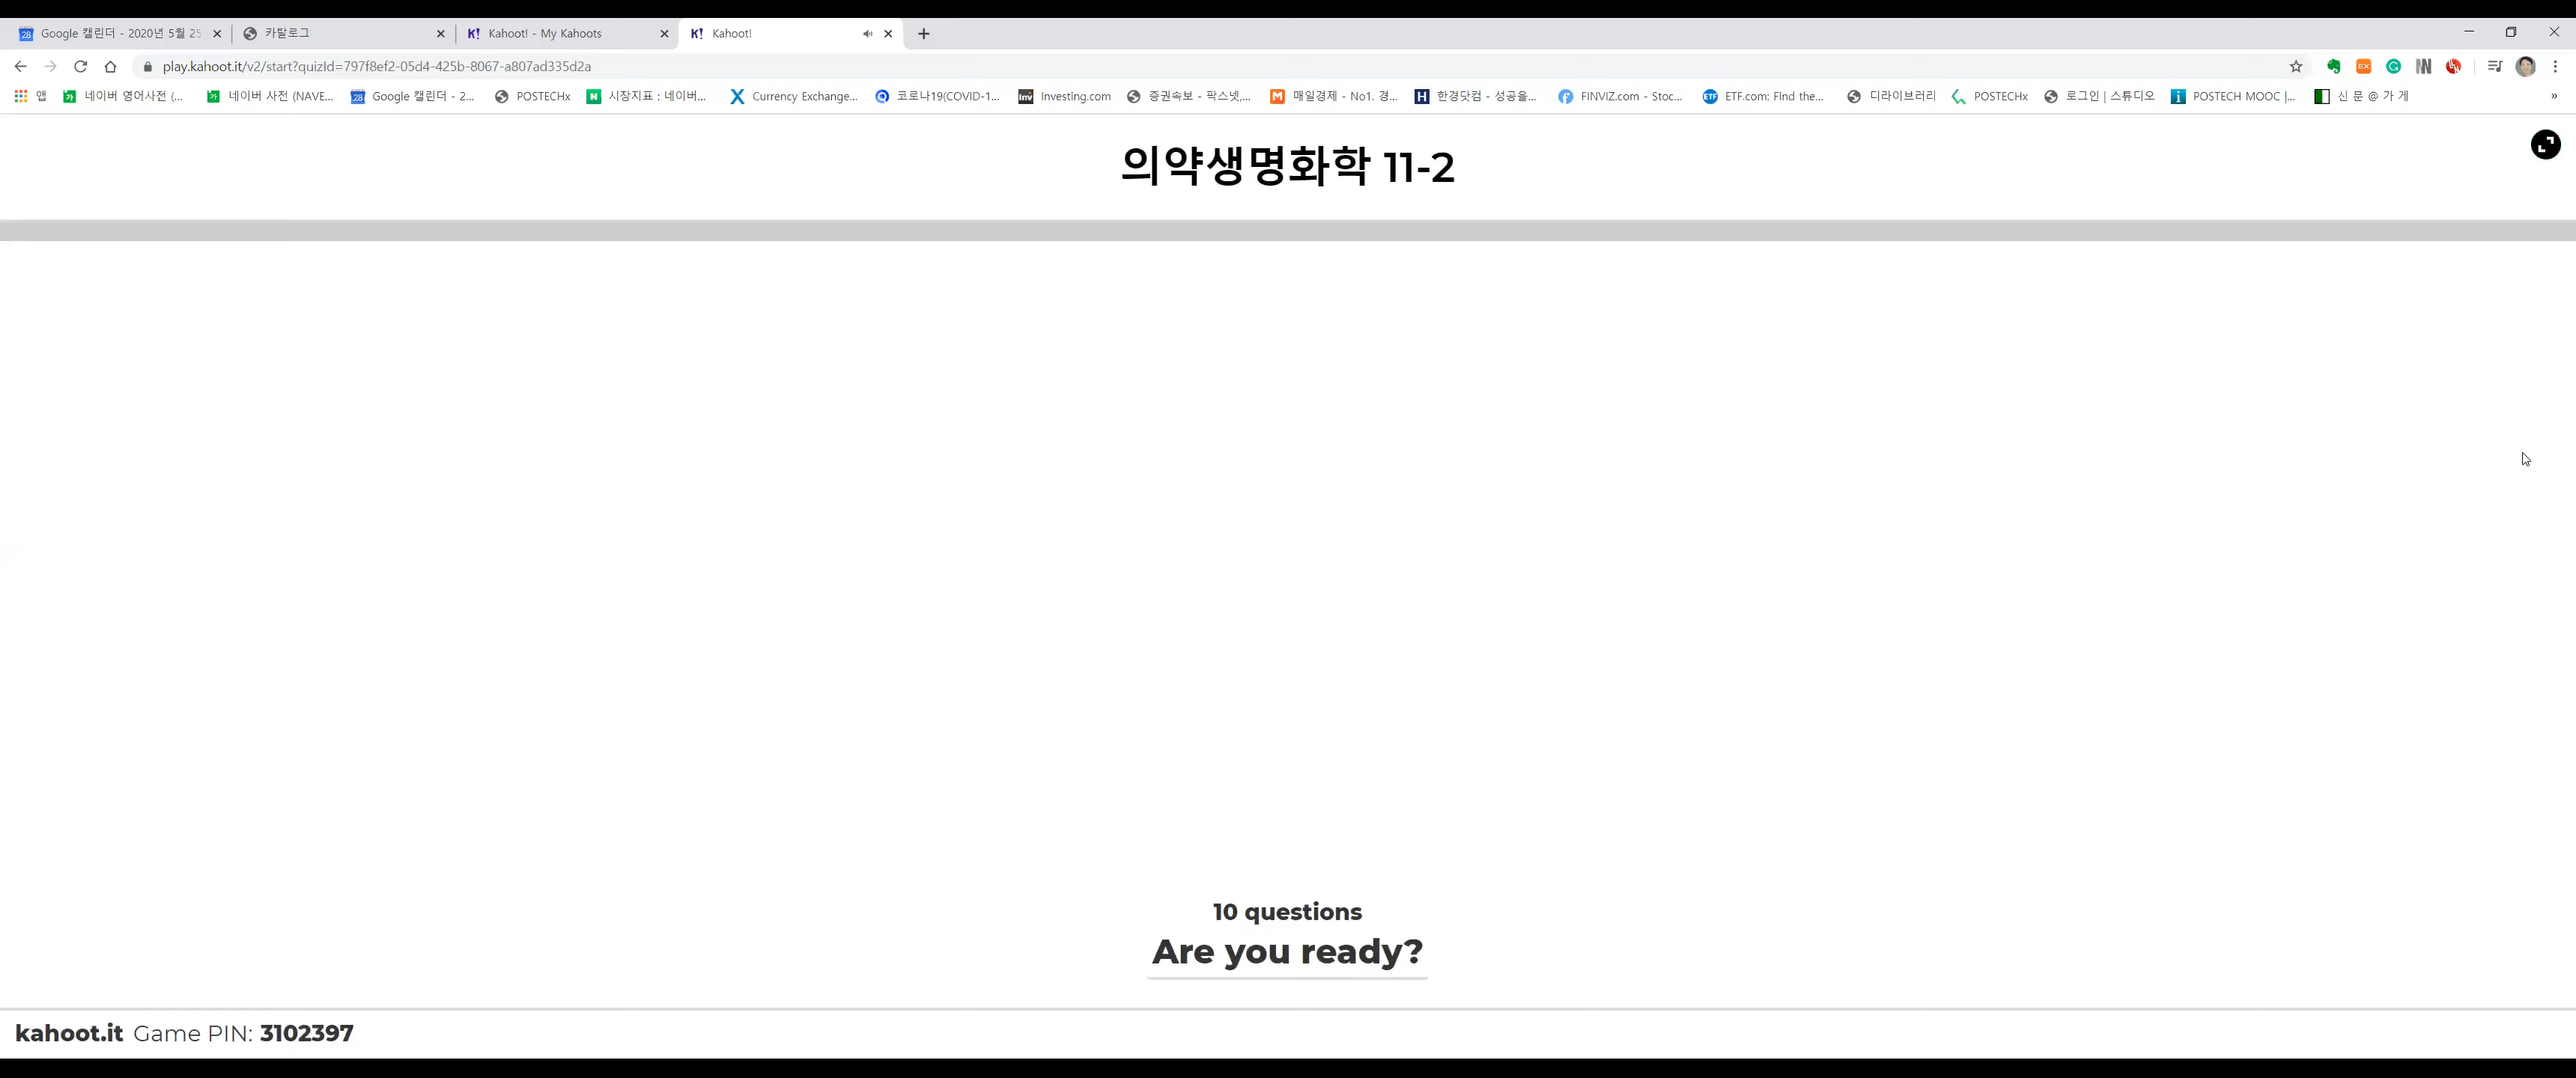 Google 캘린더 - 2020년 5월 25
카탈로그
Kahoot! - My Kahoots
Kahoot!
play.kahoot.it/v2/start?quizId=797f8ef2-05d4-425b-8067-a807ad335d2a
앱 네이버 영어사전 (... 네이버 사전 (NAVE... Google 캘린더 - 2... POSTECHx 시장지표 : 네이버... Currency Exchange... 코로나19(COVID-1... Investing.com 증권속보 - 팍스넷,... 매일경제 - No1. 경... 한경닷컴 - 성공을... FINVIZ.com - Stoc... ETF.com: Find the... 디라이브러리 POSTECHx 로그인 | 스튜디오 POSTECH MOOC |... 신 문 @ 가 게 »
의약생명화학 11-2
10 questions
Are you ready?
kahoot.it Game PIN: 3102397